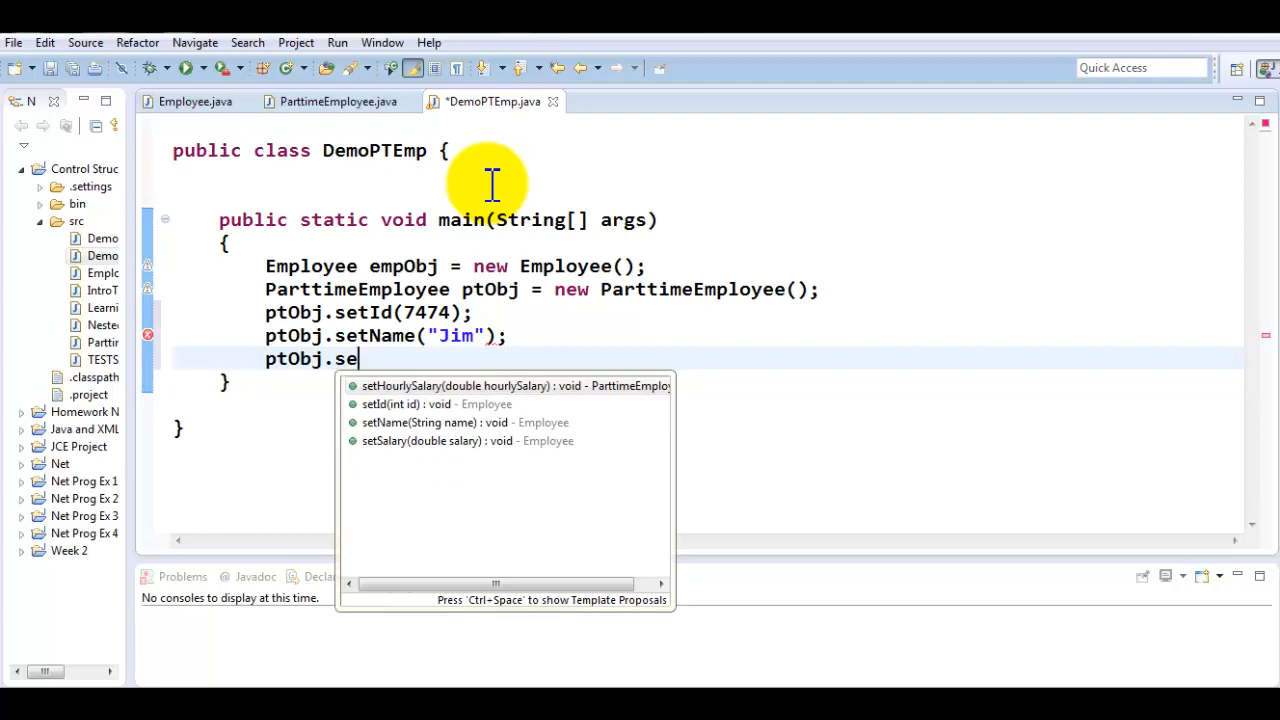 File Edit Source Refactor Navigate Search Project Run Window Help
Quick Access
N
Employee.java
ParttimeEmployee.java
*DemoPTEmp.java
Control Struc
.settings
bin
src
Demo
Demo
Emplo
IntroT
Learni
Neste
Partti
TESTS
.classpath
.project
Homework N
Java and XML
JCE Project
Net
Net Prog Ex 1
Net Prog Ex 2
Net Prog Ex 3
Net Prog Ex 4
Week 2
public class DemoPTEmp {
public static void main(String[] args)
{
Employee empObj = new Employee();
ParttimeEmployee ptObj = new ParttimeEmployee();
ptObj.setId(7474);
ptObj.setName("Jim");
ptObj.se
}
}
setHourlySalary(double hourlySalary) : void - ParttimeEmploy
setId(int id) : void - Employee
setName(String name) : void - Employee
setSalary(double salary) : void - Employee
Press 'Ctrl+Space' to show Template Proposals
Problems @ Javadoc Declar
No consoles to display at this time.